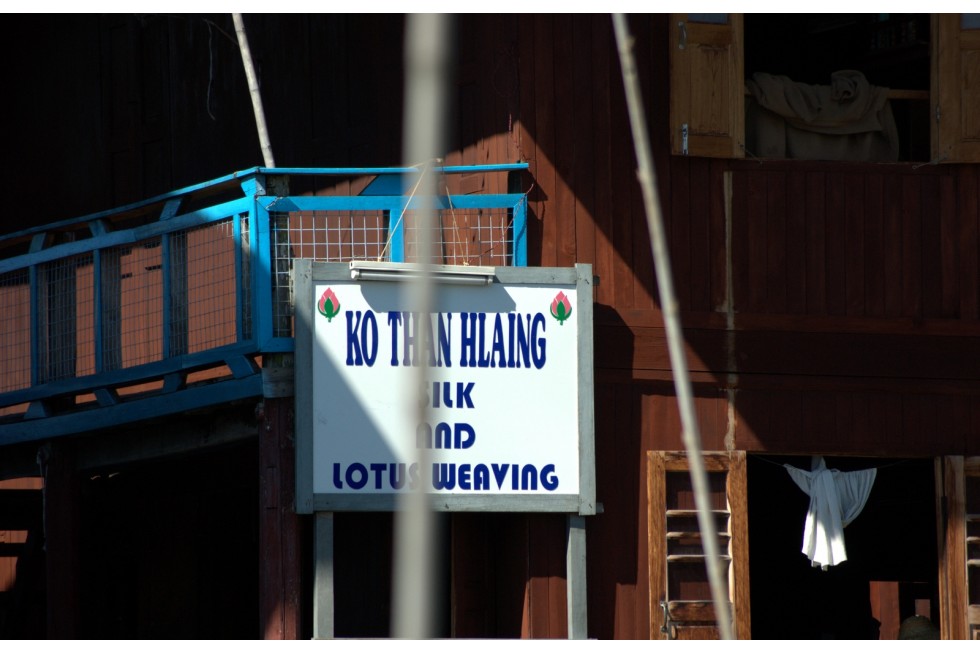 KO THAN HLAING
SILK
AND
LOTUS WEAVING